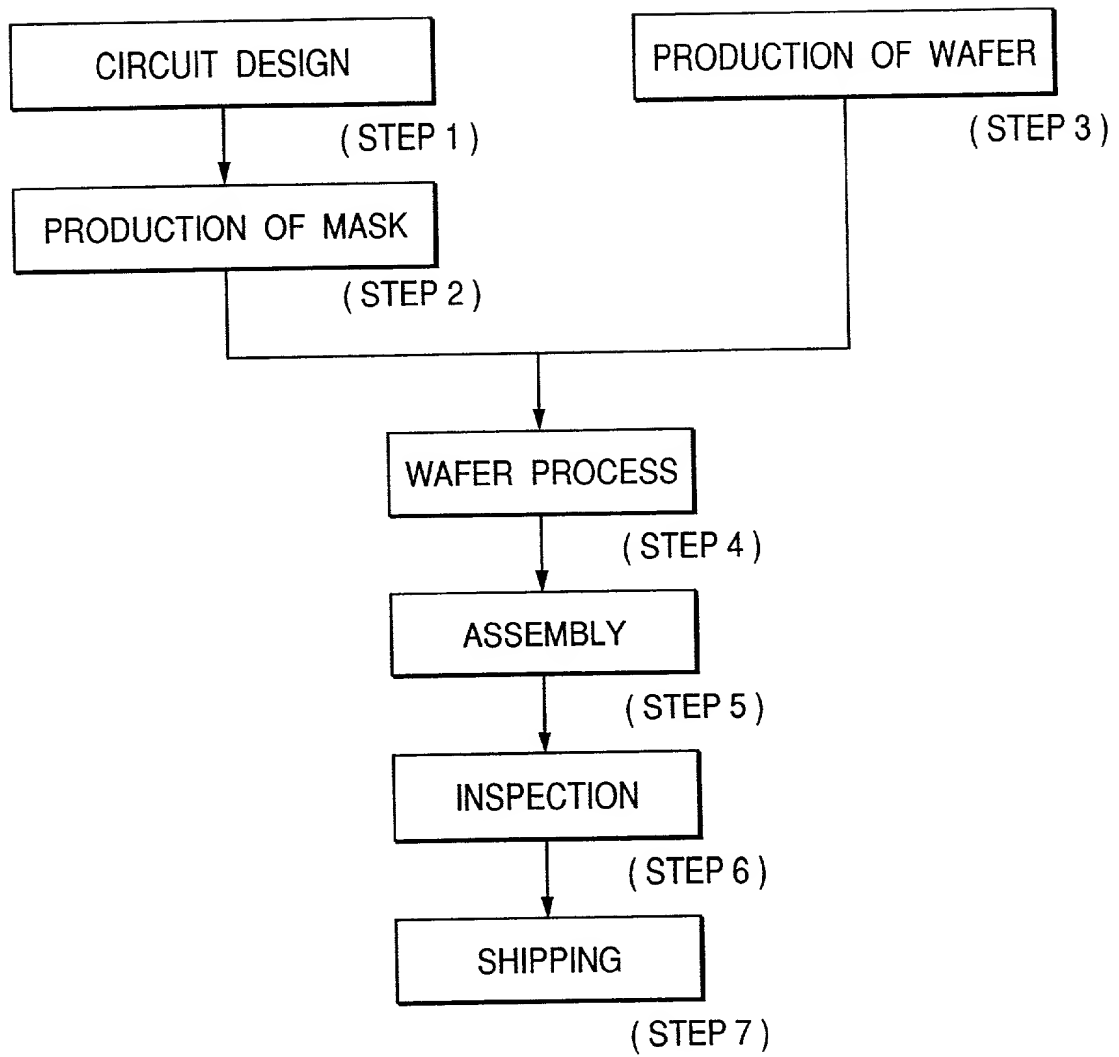 CIRCUIT DESIGN
(STEP 1)
PRODUCTION OF WAFER
(STEP 3)
PRODUCTION OF MASK
(STEP 2)
WAFER PROCESS
(STEP 4)
ASSEMBLY
(STEP 5)
INSPECTION
(STEP 6)
SHIPPING
(STEP 7)